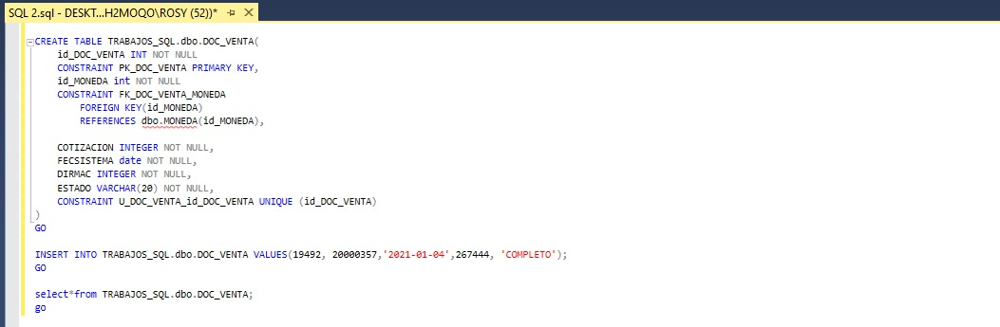 SQL 2.sql - DESKT...H2MOQO\ROSY (52))*
CREATE TABLE TRABAJOS_SQL.dbo.DOC_VENTA(
id_DOC_VENTA INT NOT NULL
CONSTRAINT PK_DOC_VENTA PRIMARY KEY,
id_MONEDA int NOT NULL
CONSTRAINT FK_DOC_VENTA_MONEDA
FOREIGN KEY(id_MONEDA)
REFERENCES dbo.MONEDA(id_MONEDA),
COTIZACION INTEGER NOT NULL,
FECSISTEMA date NOT NULL,
DIRMAC INTEGER NOT NULL,
ESTADO VARCHAR(20) NOT NULL,
CONSTRAINT U_DOC_VENTA_id_DOC_VENTA UNIQUE (id_DOC_VENTA)
)
GO
INSERT INTO TRABAJOS_SQL.dbo.DOC_VENTA VALUES(19492, 20000357,'2021-01-04',267444, 'COMPLETO');
GO
select*from TRABAJOS_SQL.dbo.DOC_VENTA;
go